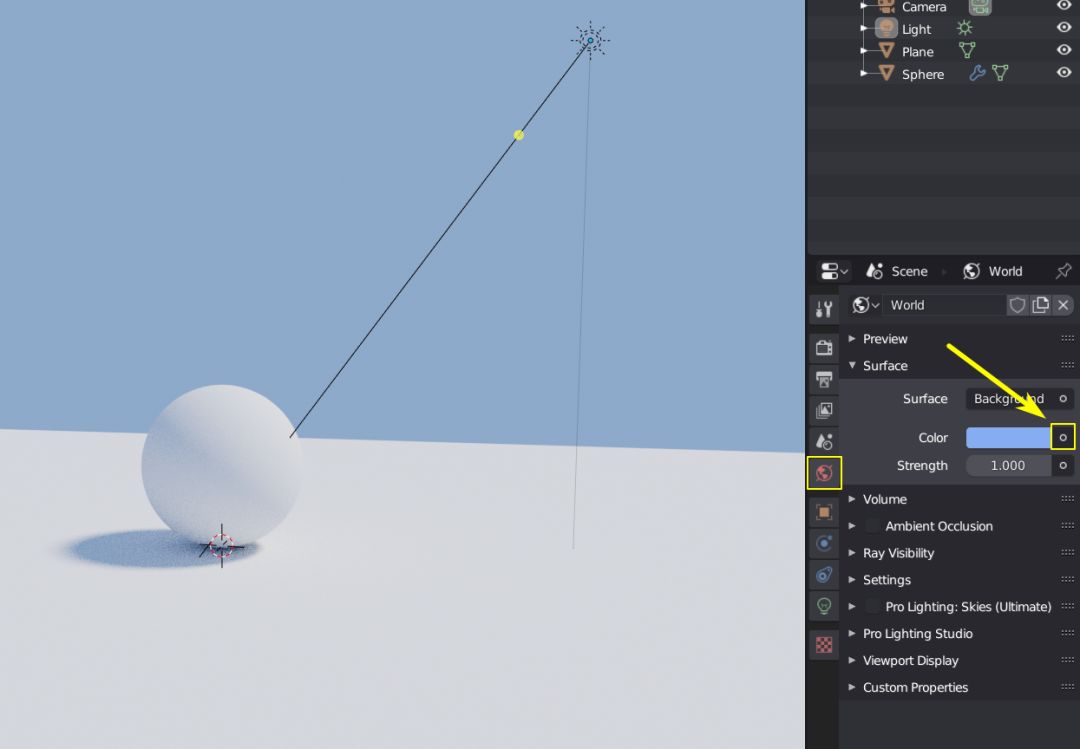 Camera
Light
Plane
Sphere
Scene World
World
Preview
Surface
Surface Background
Color
Strength 1.000
Volume
Ambient Occlusion
Ray Visibility
Settings
Pro Lighting: Skies (Ultimate)
Pro Lighting Studio
Viewport Display
Custom Properties